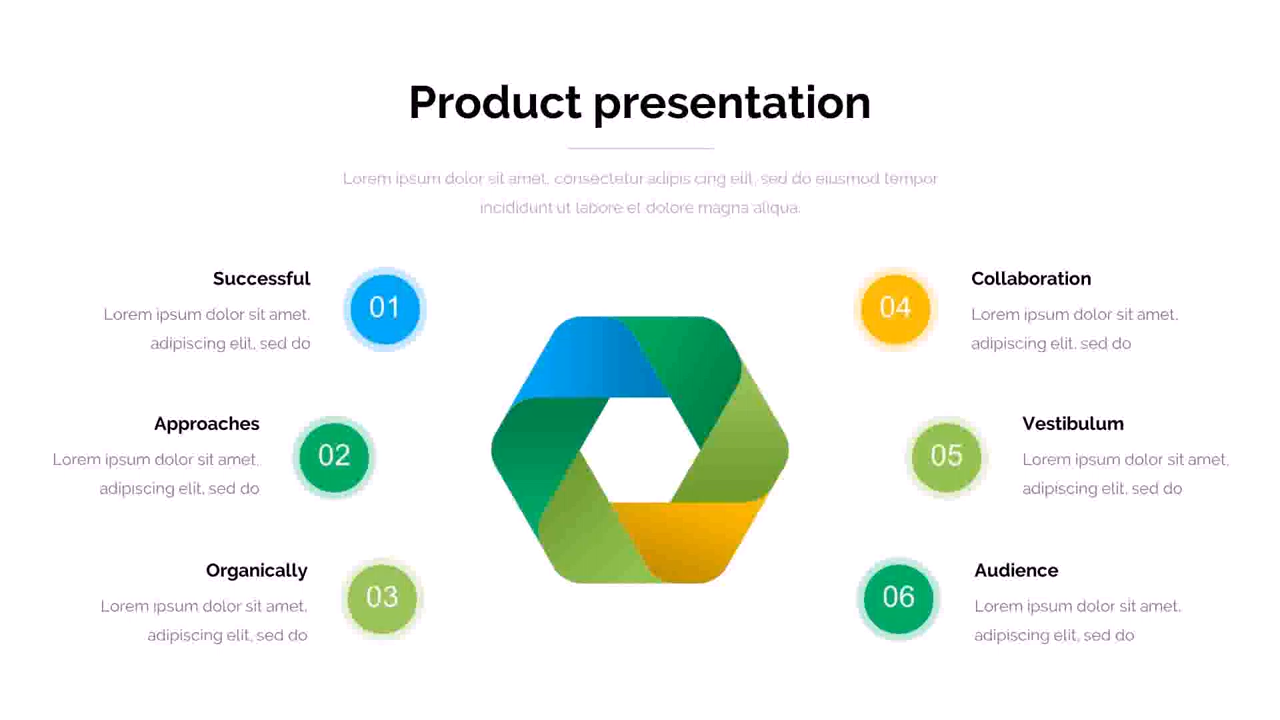 Product presentation
Lorem ipsum dolor sit amet, consectetur adipis cing elit, sed do eiusmod tempor
incididunt ut labore et dolore magna aliqua.
Successful
Lorem ipsum dolor sit amet,
adipiscing elit, sed do
01
Approaches
Lorem ipsum dolor sit amet,
adipiscing elit, sed do
02
Organically
Lorem ipsum dolor sit amet,
adipiscing elit, sed do
03
04
Collaboration
Lorem ipsum dolor sit amet,
adipiscing elit, sed do
05
Vestibulum
Lorem ipsum dolor sit amet,
adipiscing elit, sed do
06
Audience
Lorem ipsum dolor sit amet,
adipiscing elit, sed do